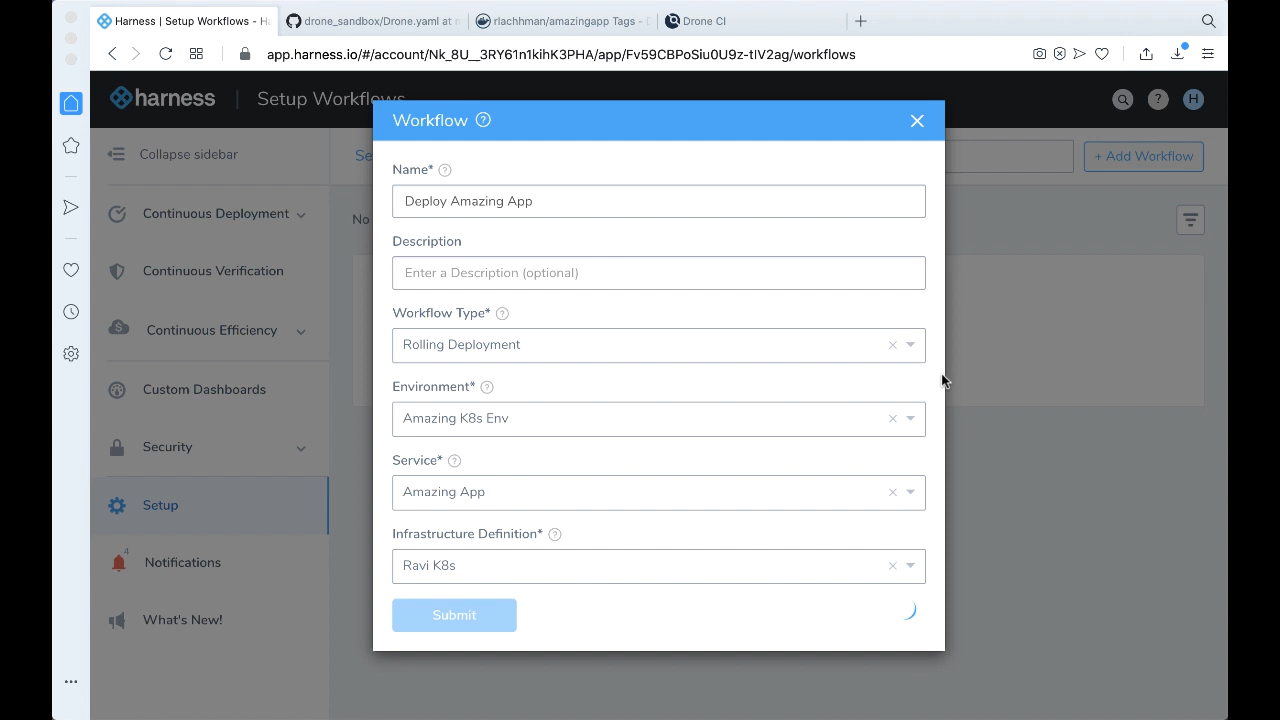 Harness | Setup Workflows - Ha
drone_sandbox/Drone.yaml at m
rlachhman/amazingapp Tags - D
Drone CI
app.harness.io/#/account/Nk_8U__3RY61n1kihK3PHA/app/Fv59CBPoSiu0U9z-tIV2ag/workflows
harness | Setup Workflows
? H
Workflow ?
Collapse sidebar
Se
+ Add Workflow
Continuous Deployment
No
Continuous Verification
Continuous Efficiency
Custom Dashboards
Security
Setup
4
Notifications
What's New!
Name* ?
Deploy Amazing App
Description
Enter a Description (optional)
Workflow Type* ?
Rolling Deployment
Environment* ?
Amazing K8s Env
Service* ?
Amazing App
Infrastructure Definition* ?
Ravi K8s
Submit